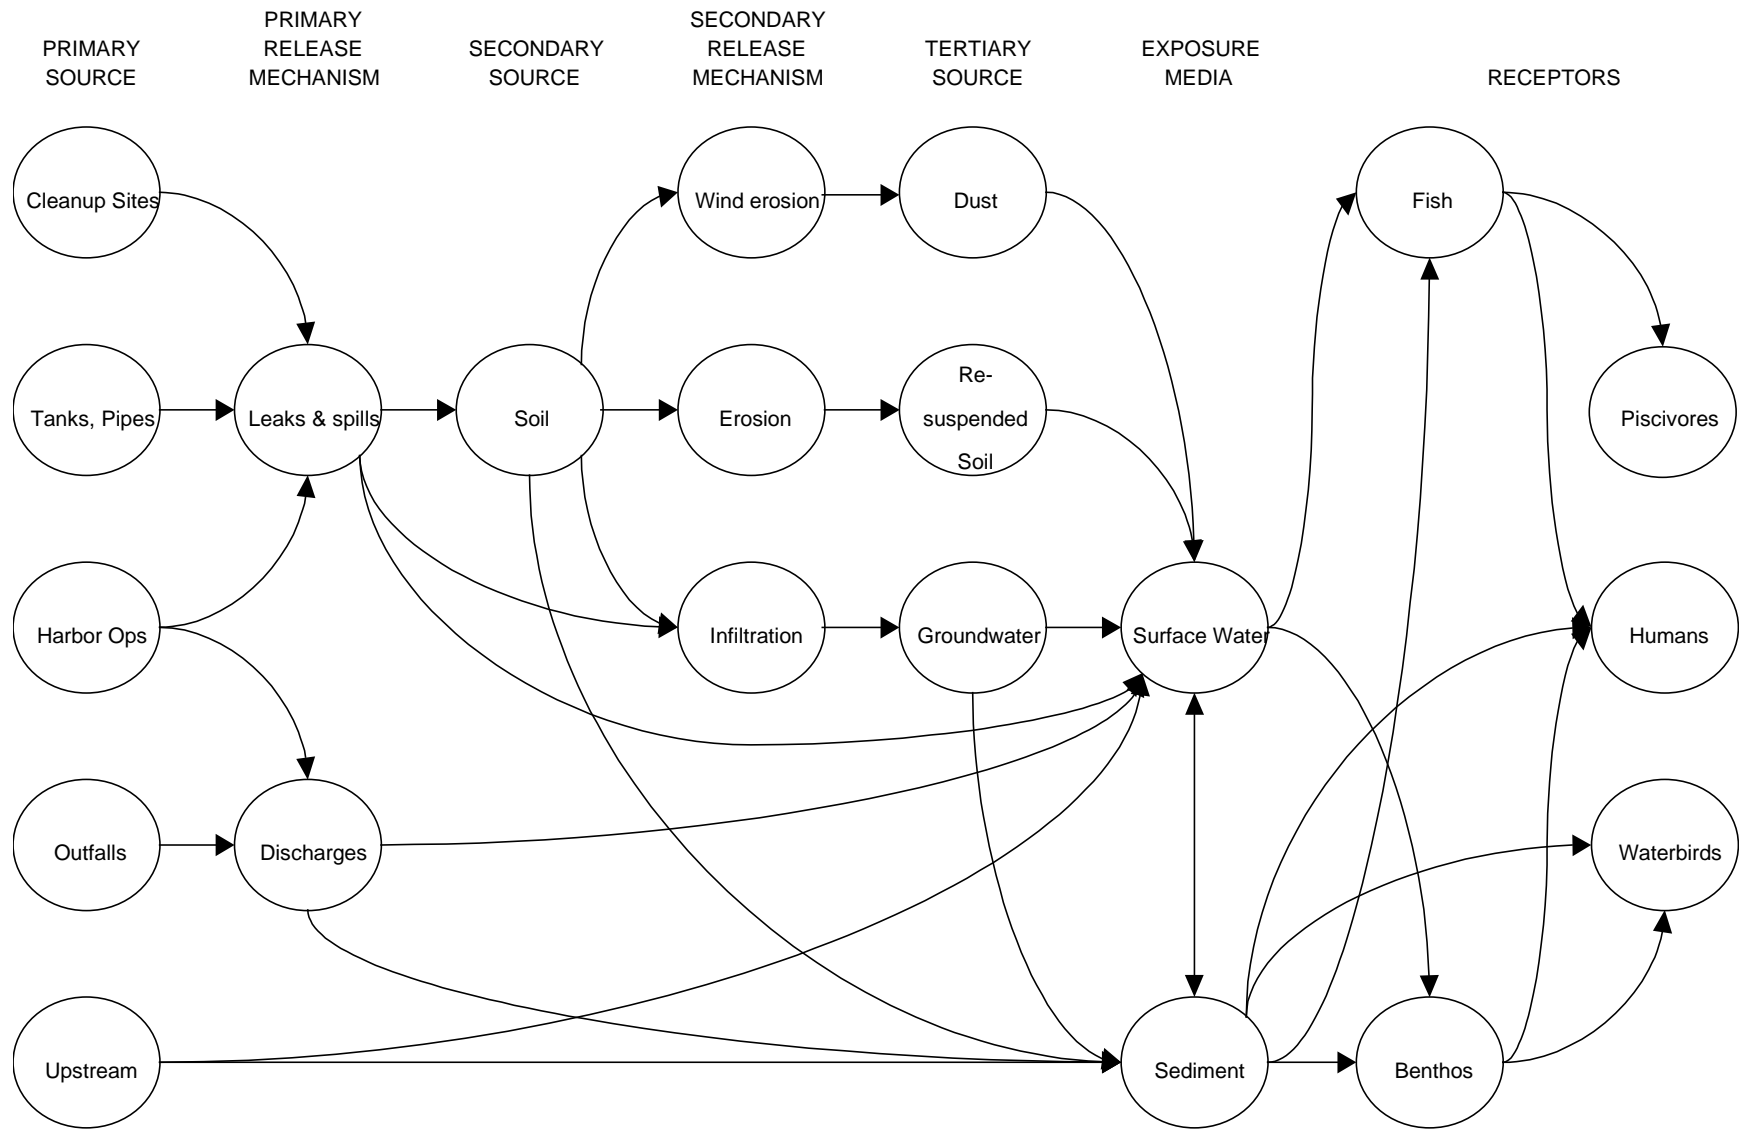 PRIMARY
SOURCE
PRIMARY
RELEASE
MECHANISM
SECONDARY
SOURCE
SECONDARY
RELEASE
MECHANISM
TERTIARY
SOURCE
EXPOSURE
MEDIA
RECEPTORS
Cleanup Sites
Wind erosion
Dust
Fish
Tanks, Pipes
Leaks & spills
Soil
Erosion
Re-
suspended
Soil
Piscivores
Harbor Ops
Infiltration
Groundwater
Surface Water
Humans
Outfalls
Discharges
Waterbirds
Upstream
Sediment
Benthos